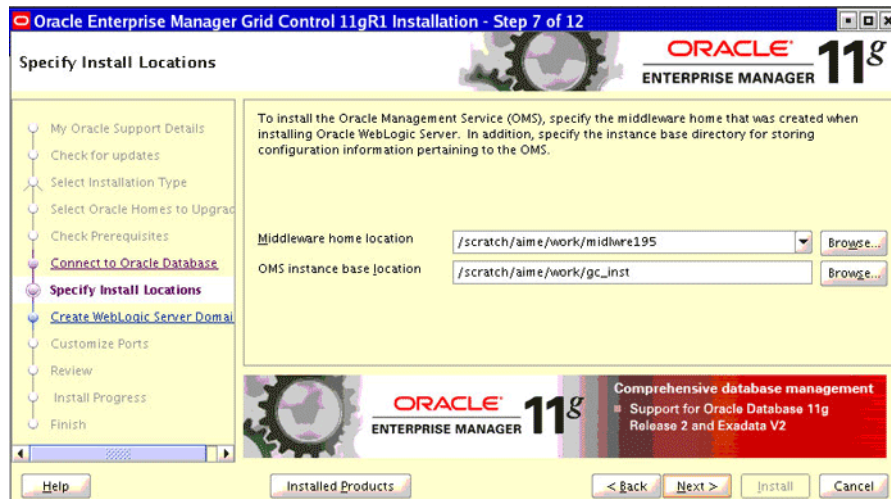 Oracle Enterprise Manager Grid Control 11gR1 Installation - Step 7 of 12
Specify Install Locations
ORACLE
ENTERPRISE MANAGER 11g
My Oracle Support Details
Check for updates
Select Installation Type
Select Oracle Homes to Upgrad
Check Prerequisites
Connect to Oracle Database
Specify Install Locations
Create WebLogic Server Domai
Customize Ports
Review
Install Progress
Finish
To install the Oracle Management Service (OMS), specify the middleware home that was created when
installing Oracle WebLogic Server. In addition, specify the instance base directory for storing
configuration information pertaining to the OMS.
Middleware home location
/scratch/aime/work/midlwre195
Browse...
OMS instance base location
/scratch/aime/work/gc_inst
Browse...
ORACLE
ENTERPRISE MANAGER 11g
Comprehensive database management
Support for Oracle Database 11g
Release 2 and Exadata V2
Help
Installed Products
< Back
Next >
Install
Cancel